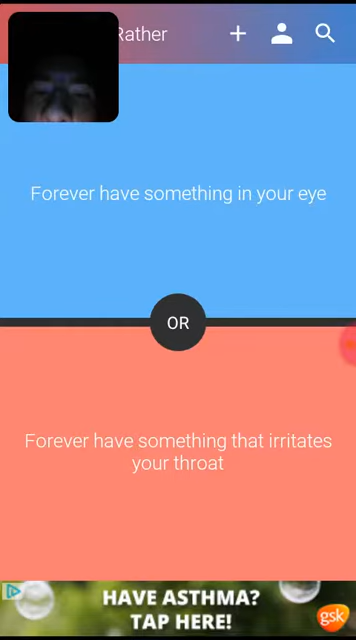 Rather
Forever have something in your eye
OR
Forever have something that irritates
your throat
HAVE ASTHMA?
TAP HERE!
gsk